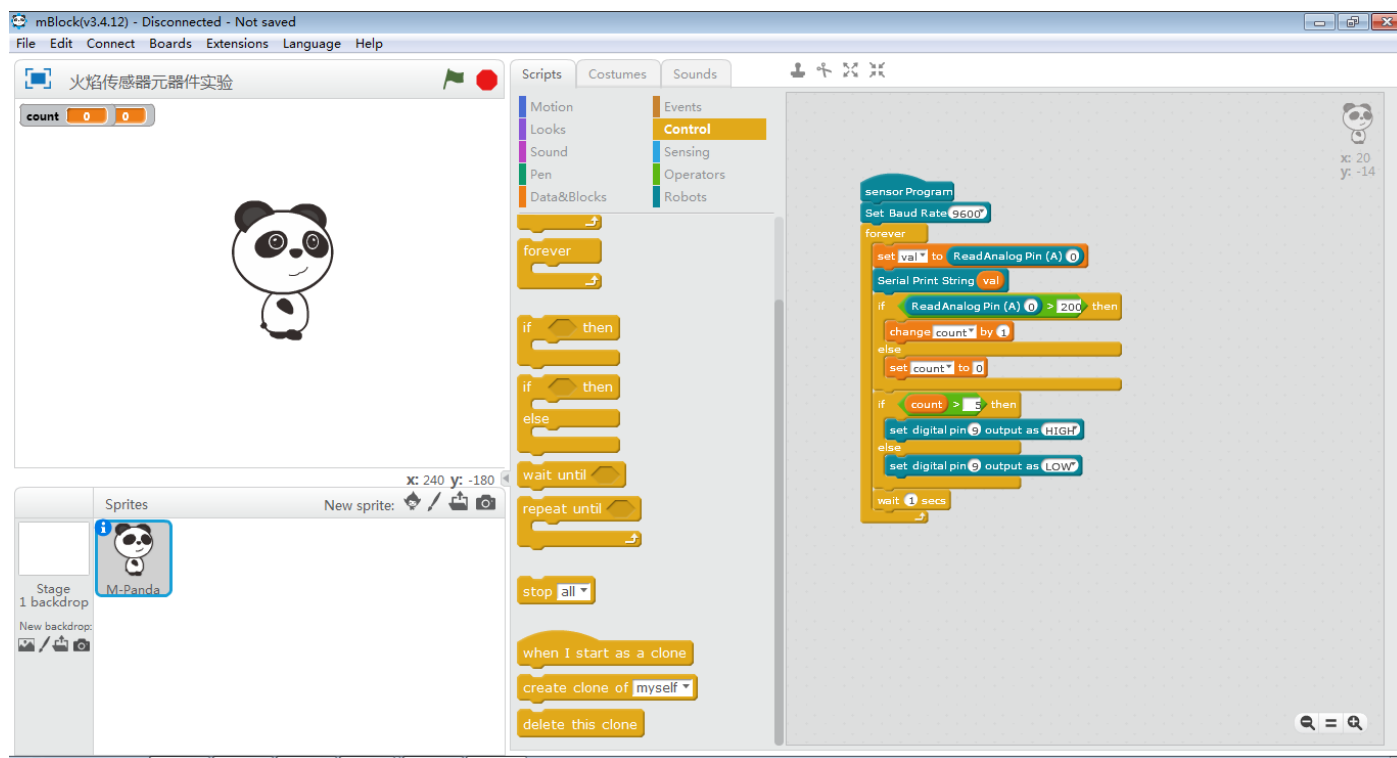 mBlock(v3.4.12) - Disconnected - Not saved
File Edit Connect Boards Extensions Language Help
火焰传感器元器件实验
count 0 0
x: 240 y: -180
Sprites New sprite:
M-Panda
Stage
1 backdrop
New backdrop:
Scripts Costumes Sounds
Motion Events
Looks Control
Sound Sensing
Pen Operators
Data&Blocks Robots
forever
if then
if then
else
wait until
repeat until
stop all
when I start as a clone
create clone of myself
delete this clone
x: 20
y: -14
sensor Program
Set Baud Rate 9600
forever
set val to Read Analog Pin (A) 0
Serial Print String val
if Read Analog Pin (A) 0 > 200 then
change count by 1
else
set count to 0
if count > 5 then
set digital pin 9 output as HIGH
else
set digital pin 9 output as LOW
wait 1 secs